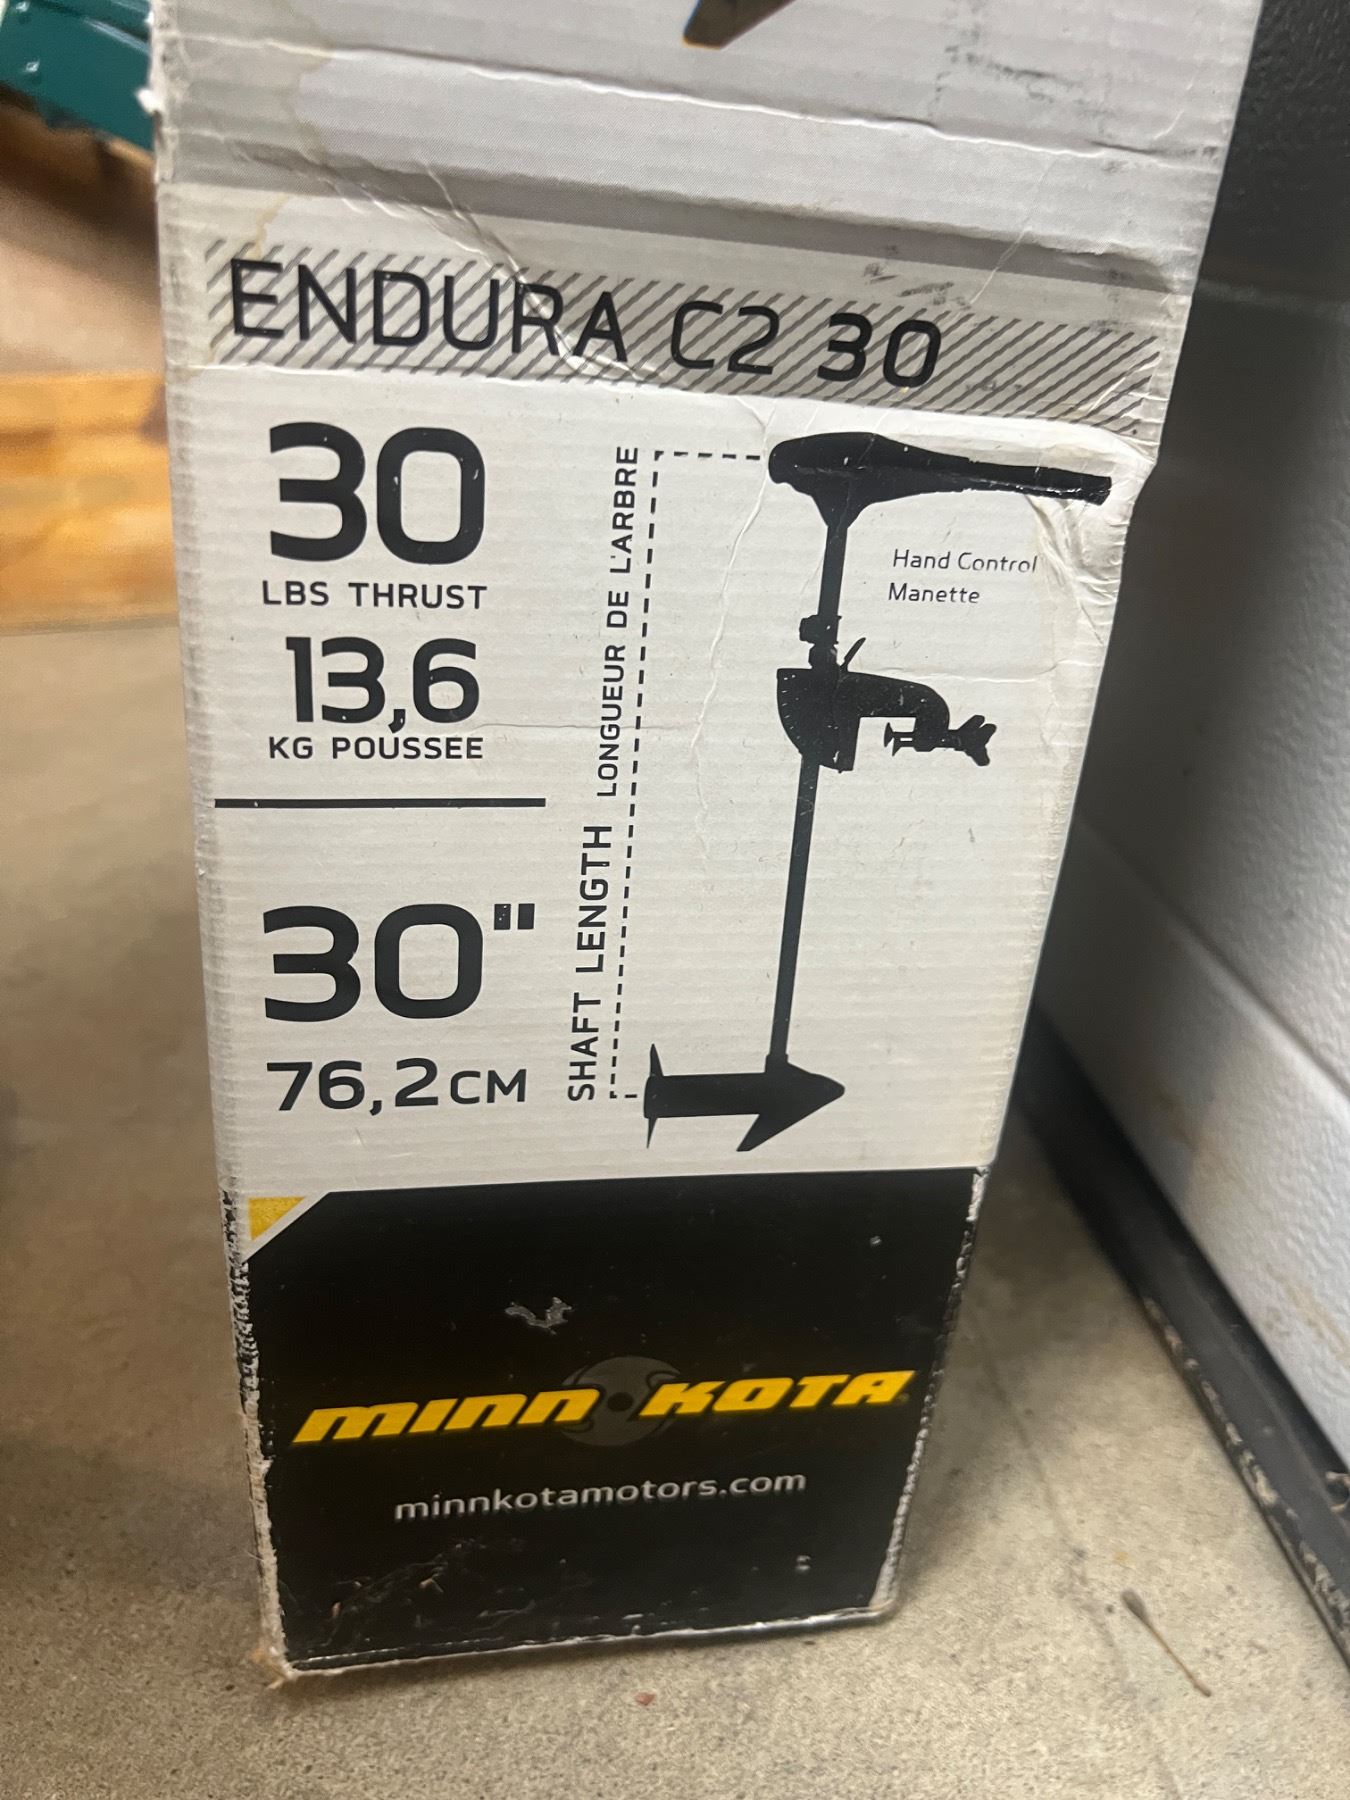 ENDURA C2 30
30
LBS THRUST
13,6
KG POUSSEE
30"
76,2CM
SHAFT LENGTH LONGUEUR DE L'ARBRE
Hand Control
Manette
MINN KOTA
minnkotamotors.com